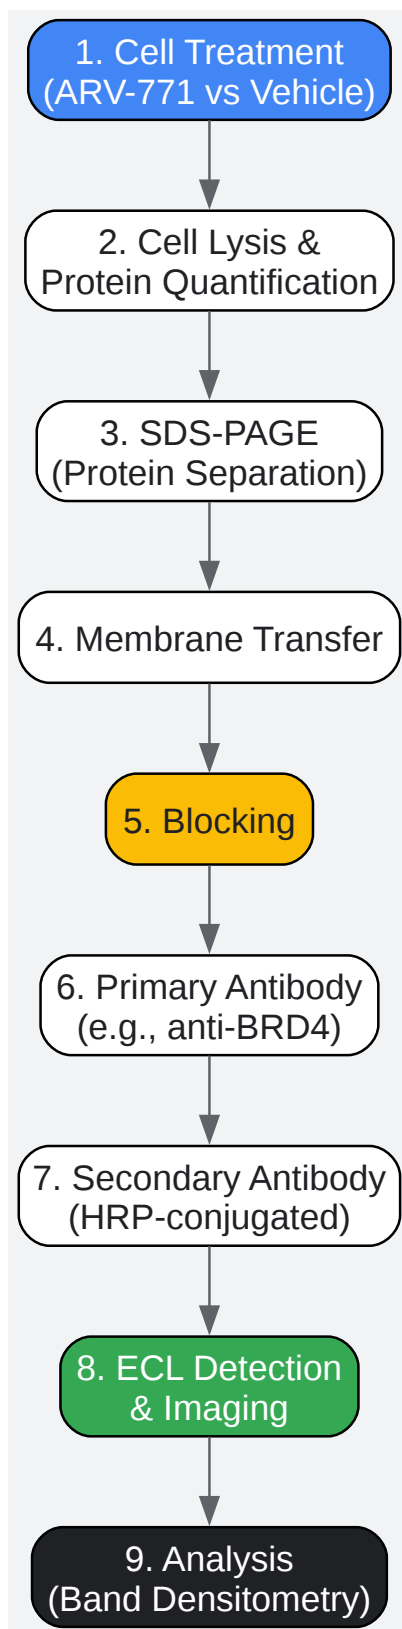 1. Cell Treatment
(ARV-771 vs Vehicle)
2. Cell Lysis &
Protein Quantification
3. SDS-PAGE
(Protein Separation)
4. Membrane Transfer
5. Blocking
6. Primary Antibody
(e.g., anti-BRD4)
7. Secondary Antibody
(HRP-conjugated)
8. ECL Detection
& Imaging
9. Analysis
(Band Densitometry)